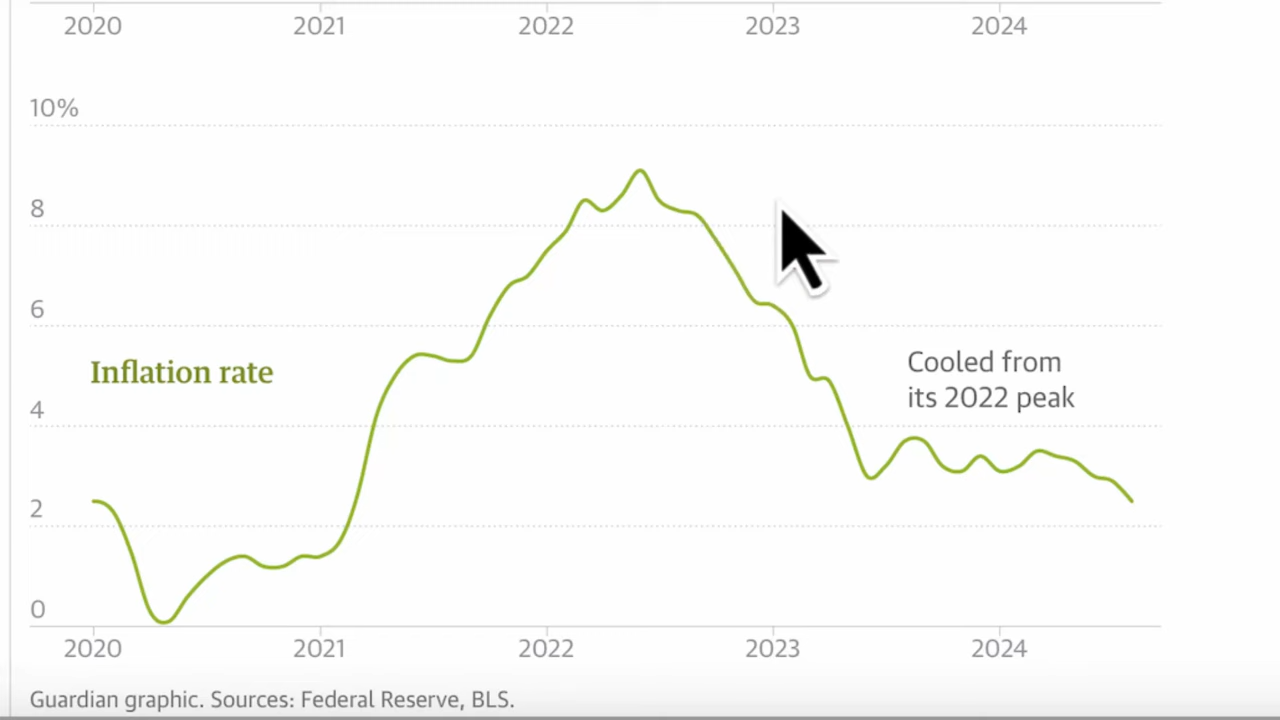 2020 2021 2022 2023 2024
10%
8
6
Inflation rate
Cooled from
its 2022 peak
4
2
0
2020 2021 2022 2023 2024
Guardian graphic. Sources: Federal Reserve, BLS.